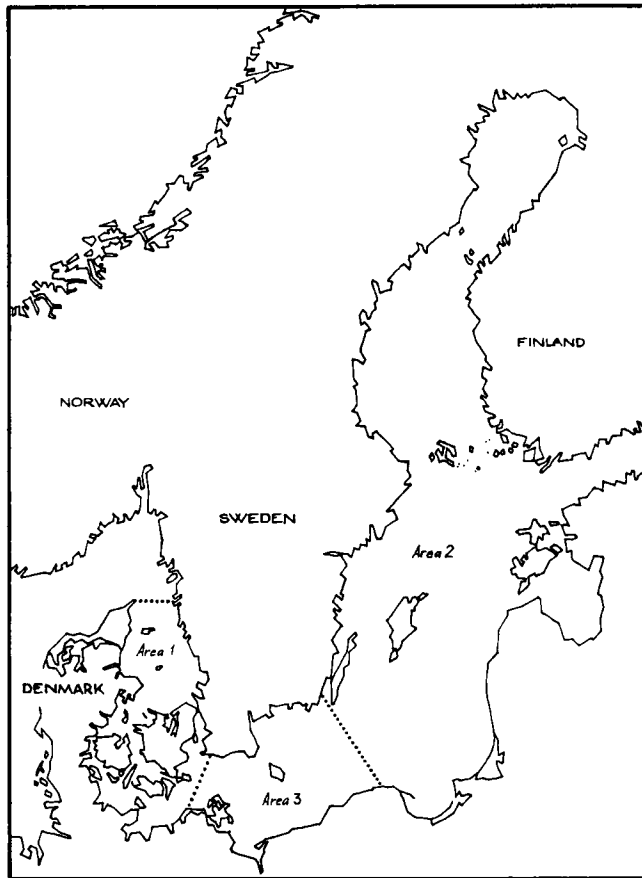 FINLAND
NORWAY
SWEDEN
Area 2
Area 1
DENMARK
Area 3